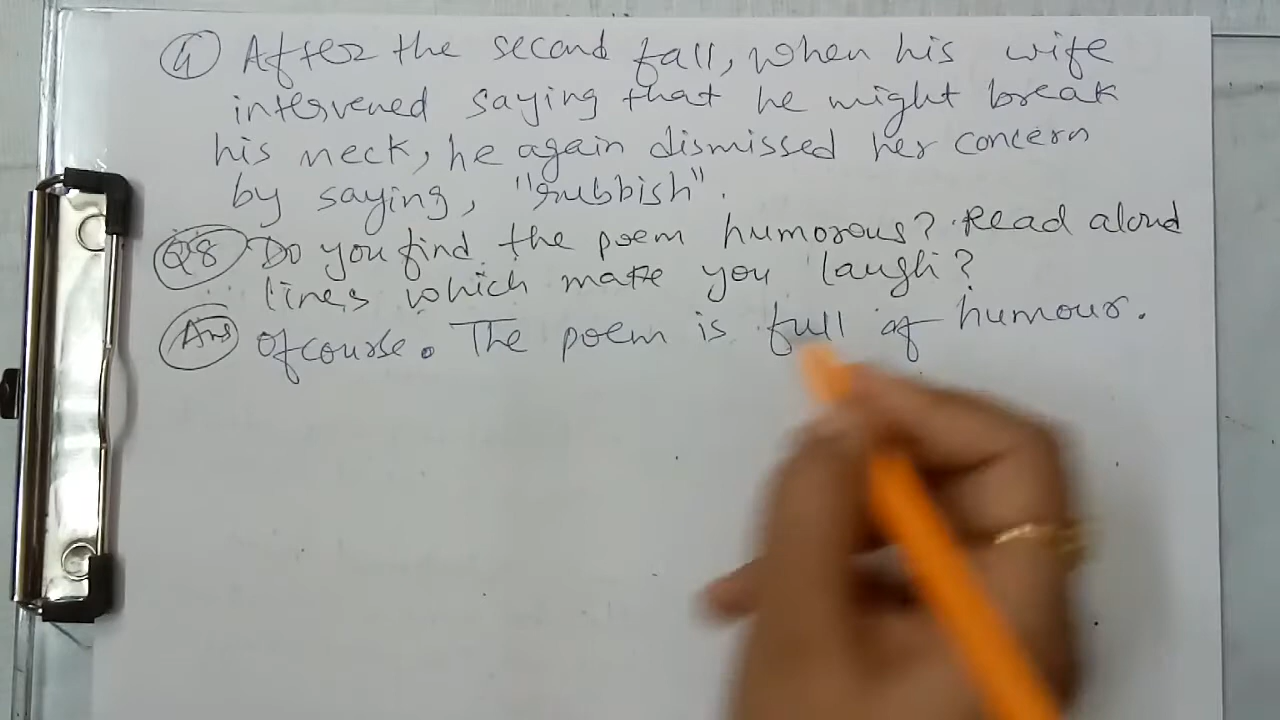 4 After the second fall, when his wife
intervened saying that he might break
his neck, he again dismissed her concern
by saying, "rubbish".
Q8 Do you find the poem humorous? Read aloud
lines which make you laugh?
Ans Ofcourse. The poem is full of humour.